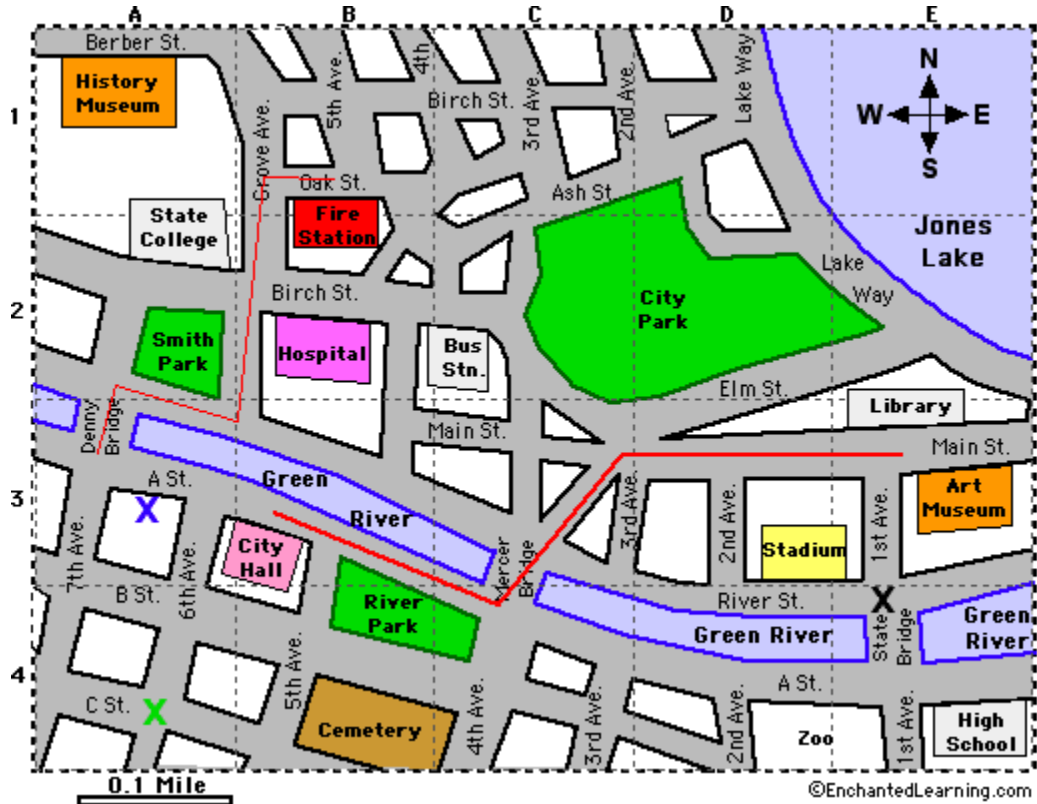 A B C D E
Berber St.
4th
N
History
Museum
1
Birch St.
5th Ave.
3rd Ave.
2nd Ave.
Lake Way
W E
S
Grove Ave.
Oak St.
Ash St.
State
College
Fire
Station
Jones
Lake
Lake
Way
Birch St.
City
Park
2
Smith
Park
Hospital
Bus
Stn.
Elm St.
Library
Denny
Bridge
Main St.
Main St.
A St.
Green
River
3
X
Art
Museum
7th Ave.
6th Ave.
City
Hall
Mercer
Bridge
3rd Ave.
2nd Ave.
Stadium
1st Ave.
B St.
River
Park
River St.
X
State
Bridge
Green River
Green
River
4
5th Ave.
A St.
C St.
X
Cemetery
4th Ave.
3rd Ave.
2nd Ave.
Zoo
1st Ave.
High
School
0.1 Mile
©EnchantedLearning.com